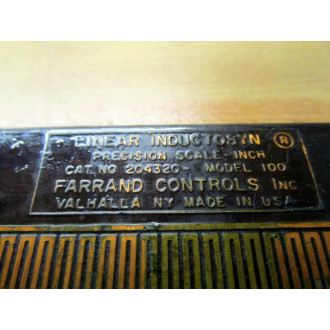 LINEAR INDUCTOSYN ®
PRECISION SCALE-INCH
CAT. NO 204320- MODEL 100
FARRAND CONTROLS INC
VALHALLA NY MADE IN USA